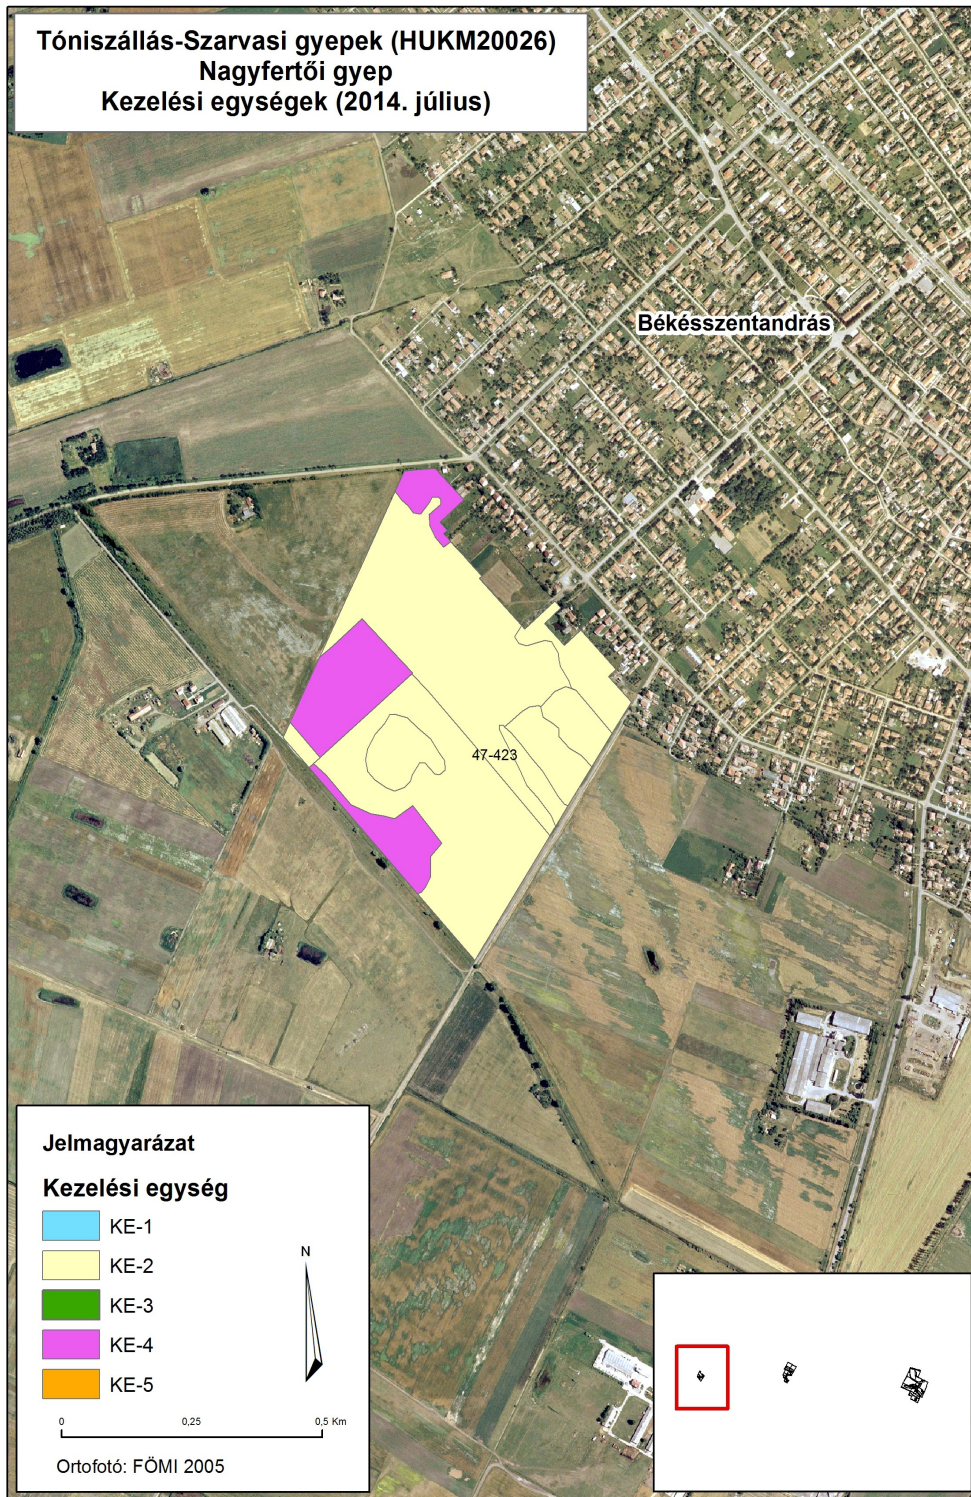 Tóniszállás-Szarvasi gyepek (HUKM20026)
Nagyfertői gyep
Kezelési egységek (2014. július)
Békésszentandrás
47-423
Jelmagyarázat
Kezelési egység
KE-1
KE-2
KE-3
KE-4
KE-5
N
0 0,25 0,5 Km
Ortofotó: FÖMI 2005